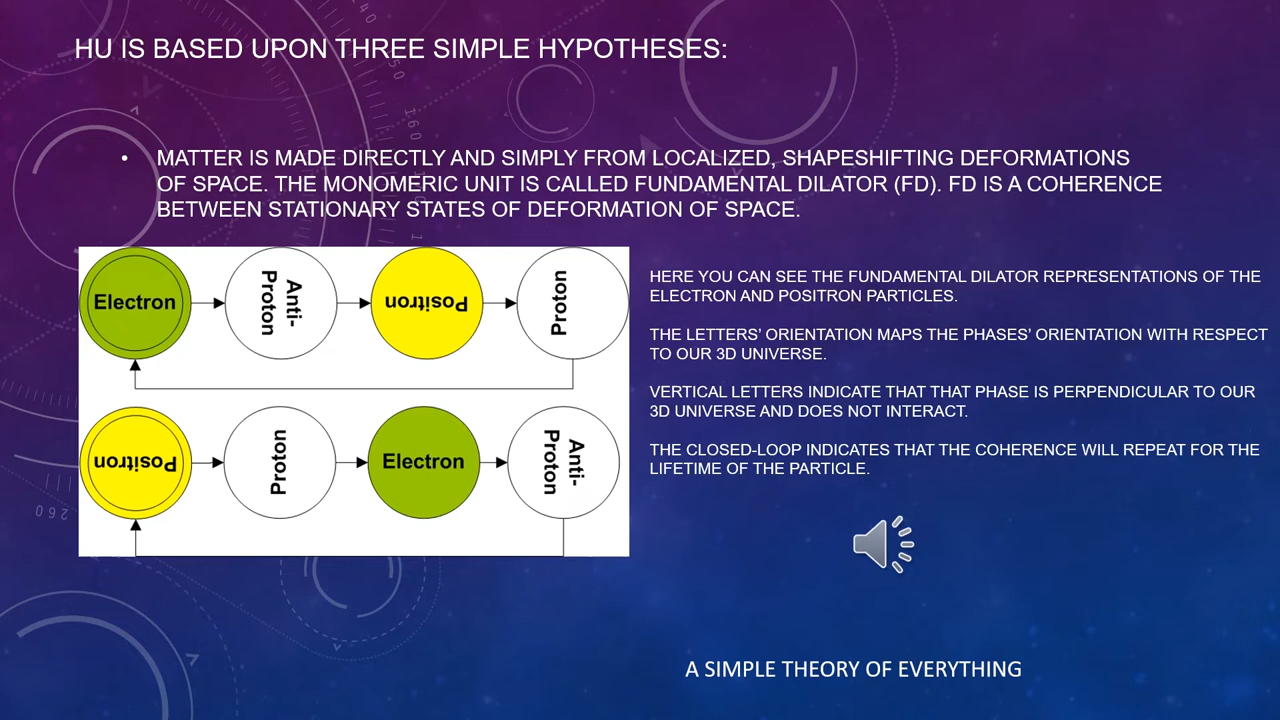 HU IS BASED UPON THREE SIMPLE HYPOTHESES:
• MATTER IS MADE DIRECTLY AND SIMPLY FROM LOCALIZED, SHAPESHIFTING DEFORMATIONS
OF SPACE. THE MONOMERIC UNIT IS CALLED FUNDAMENTAL DILATOR (FD). FD IS A COHERENCE
BETWEEN STATIONARY STATES OF DEFORMATION OF SPACE.
Electron
Anti-
Proton
Positron
Proton
Positron
Proton
Electron
Anti-
Proton
HERE YOU CAN SEE THE FUNDAMENTAL DILATOR REPRESENTATIONS OF THE
ELECTRON AND POSITRON PARTICLES.
THE LETTERS' ORIENTATION MAPS THE PHASES' ORIENTATION WITH RESPECT
TO OUR 3D UNIVERSE.
VERTICAL LETTERS INDICATE THAT THAT PHASE IS PERPENDICULAR TO OUR
3D UNIVERSE AND DOES NOT INTERACT.
THE CLOSED-LOOP INDICATES THAT THE COHERENCE WILL REPEAT FOR THE
LIFETIME OF THE PARTICLE.
A SIMPLE THEORY OF EVERYTHING
260